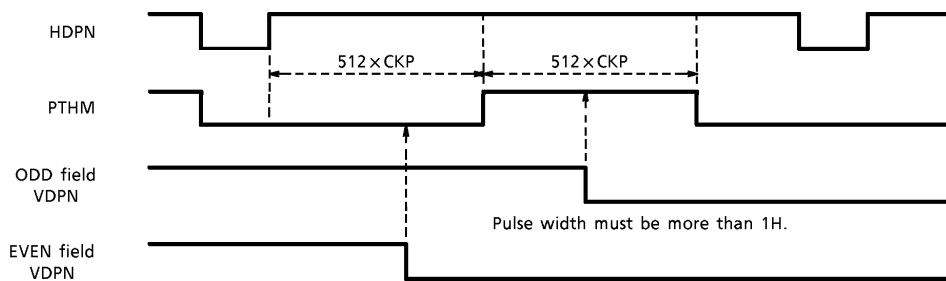 HDPN
512×CKP 512×CKP
PTHM
ODD field
VDPN
Pulse width must be more than 1H.
EVEN field
VDPN